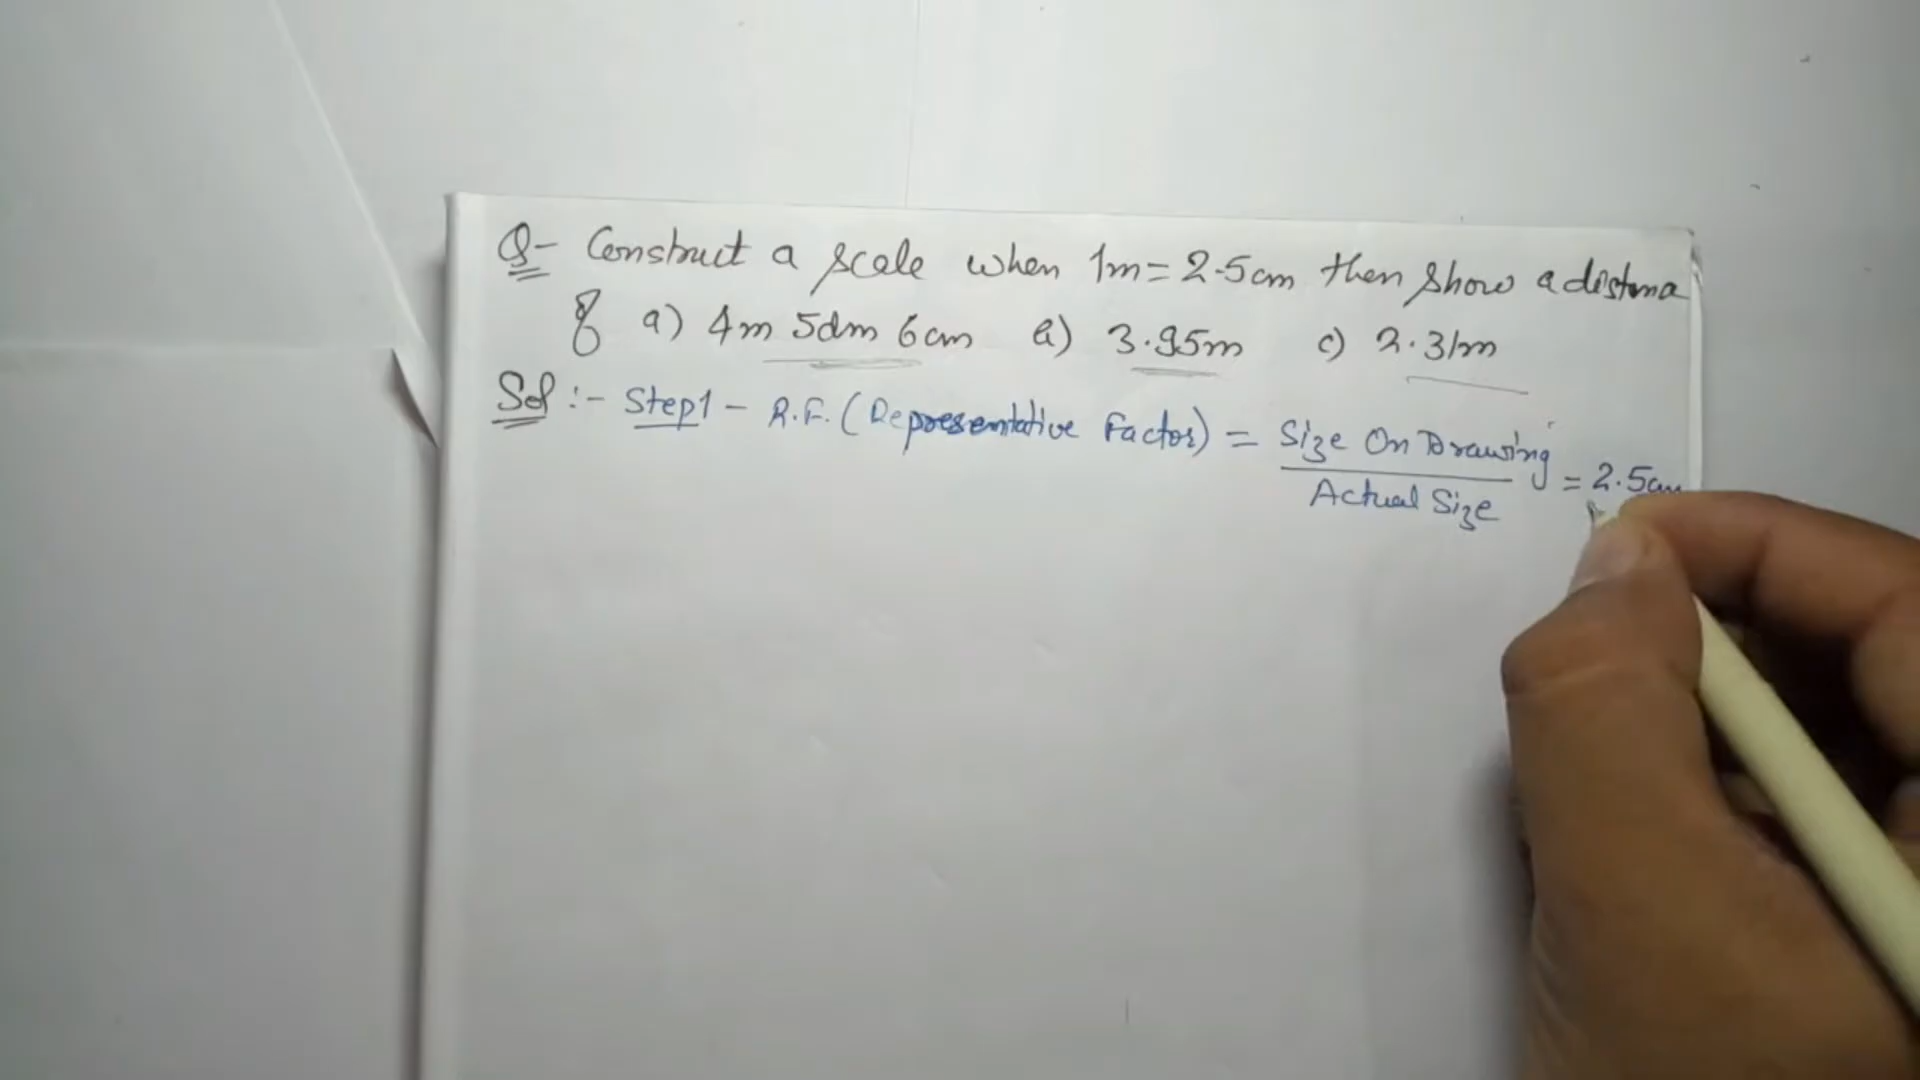 Q- Construct a scale when 1m = 2.5cm then show a distma
of a) 4m 5dm 6cm b) 3.95m c) 2.31m
Sol :- Step1 - R.F. (Representative Factor) = Size On Drawing / Actual Size = 2.5cm